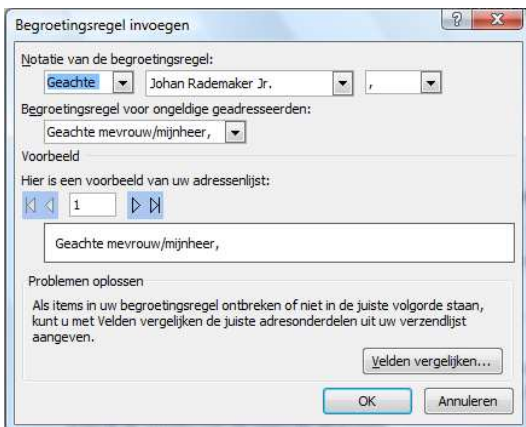 Begroetingsregel invoegen
Notatie van de begroetingsregel:
Geachte Johan Rademaker Jr. ,
Begroetingsregel voor ongeldige geadresseerden:
Geachte mevrouw/mijnheer,
Voorbeeld
Hier is een voorbeeld van uw adressenlijst:
1
Geachte mevrouw/mijnheer,
Problemen oplossen
Als items in uw begroetingsregel ontbreken of niet in de juiste volgorde staan,
kunt u met Velden vergelijken de juiste adresonderdelen uit uw verzendlijst
aangeven.
Velden vergelijken...
OK Annuleren